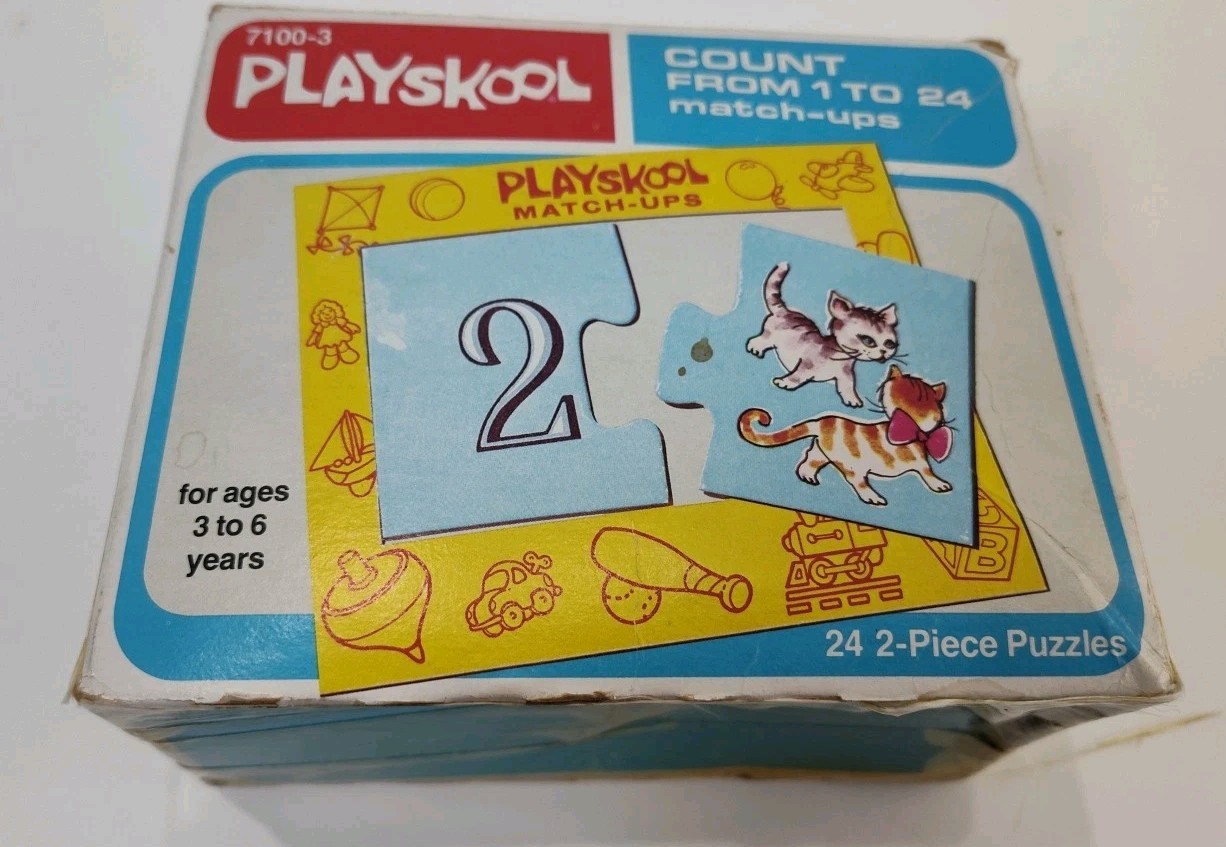 7100-3
PLAYSKOOL
COUNT
FROM 1 TO 24
match-ups
PLAYSKOOL
MATCH-UPS
2
for ages
3 to 6
years
C
B
24 2-Piece Puzzles